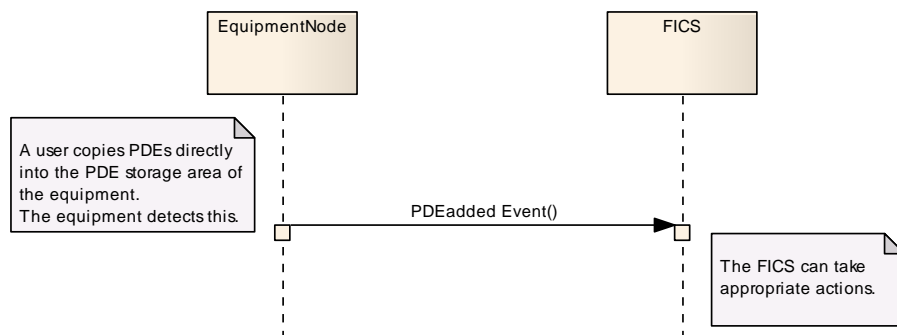 EquipmentNode
FICS
A user copies PDEs directly
into the PDE storage area of
the equipment.
The equipment detects this.
PDEadded Event()
The FICS can take
appropriate actions.